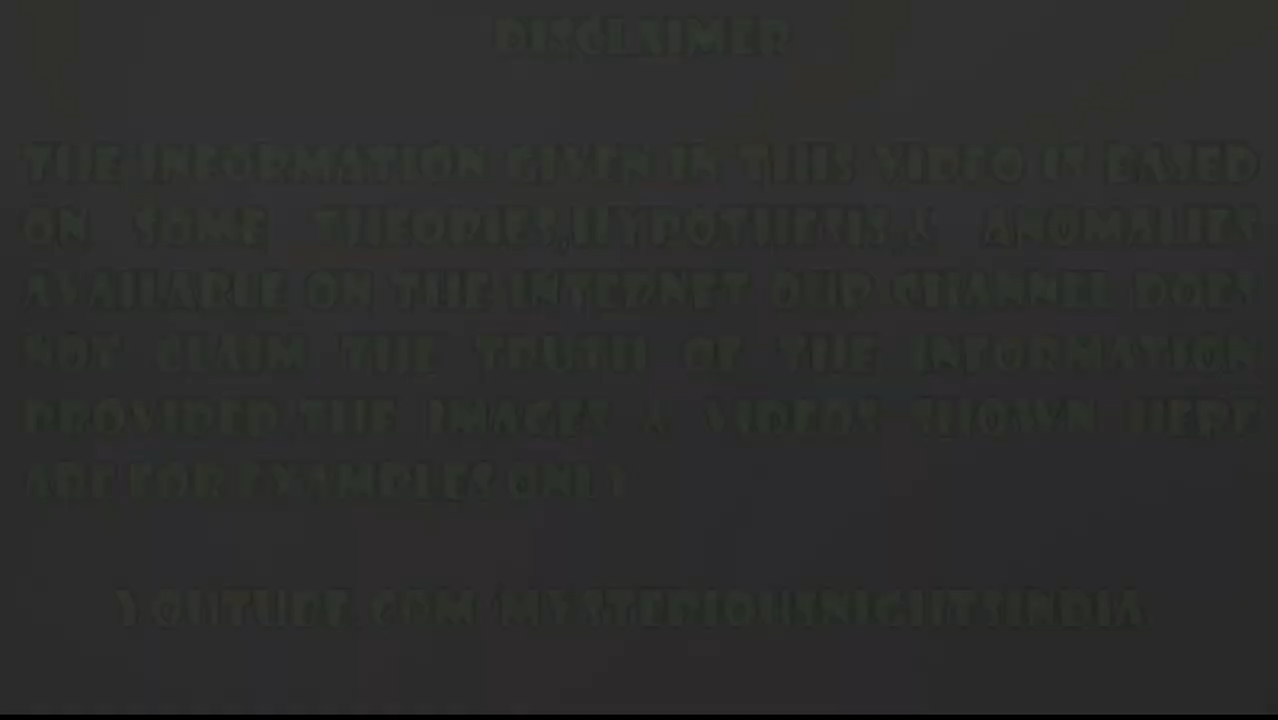 DISCLAIMER
THE INFORMATION GIVEN IN THIS VIDEO IS BASED
ON SOME THEORIES,HYPOTHESIS,& ANOMALIES
AVAILABLE ON THE INTERNET OUR CHANNEL DOES
NOT CLAIM THE TRUTH OF THE INFORMATION
PROVIDED THE IMAGES & VIDEOS SHOWN HERE
ARE FOR EXAMPLES ONLY
YOUTUBE.COM/MYSTERIOUSNIGHTSINDIA